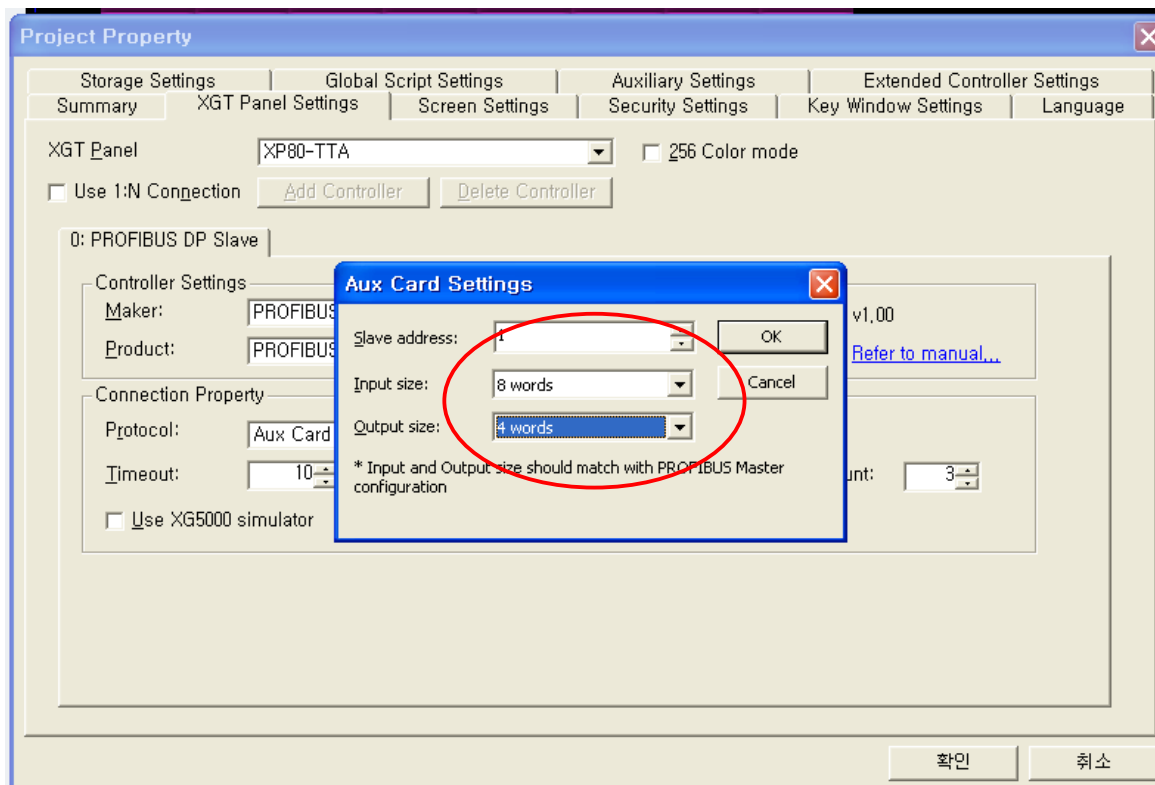 Project Property
Storage Settings Global Script Settings Auxiliary Settings Extended Controller Settings
Summary XGT Panel Settings Screen Settings Security Settings Key Window Settings Language
XGT Panel XP80-TTA 256 Color mode
Use 1:N Connection Add Controller Delete Controller
0: PROFIBUS DP Slave
Controller Settings
Maker: PROFIBUS v1,00
Product: PROFIBUS Refer to manual,,,
Connection Property
Protocol: Aux Card
Timeout: 10 unt: 3
Use XG5000 simulator
Aux Card Settings
Slave address: 1 OK
Input size: 8 words Cancel
Output size: 4 words
* Input and Output size should match with PROFIBUS Master
configuration
확인 취소